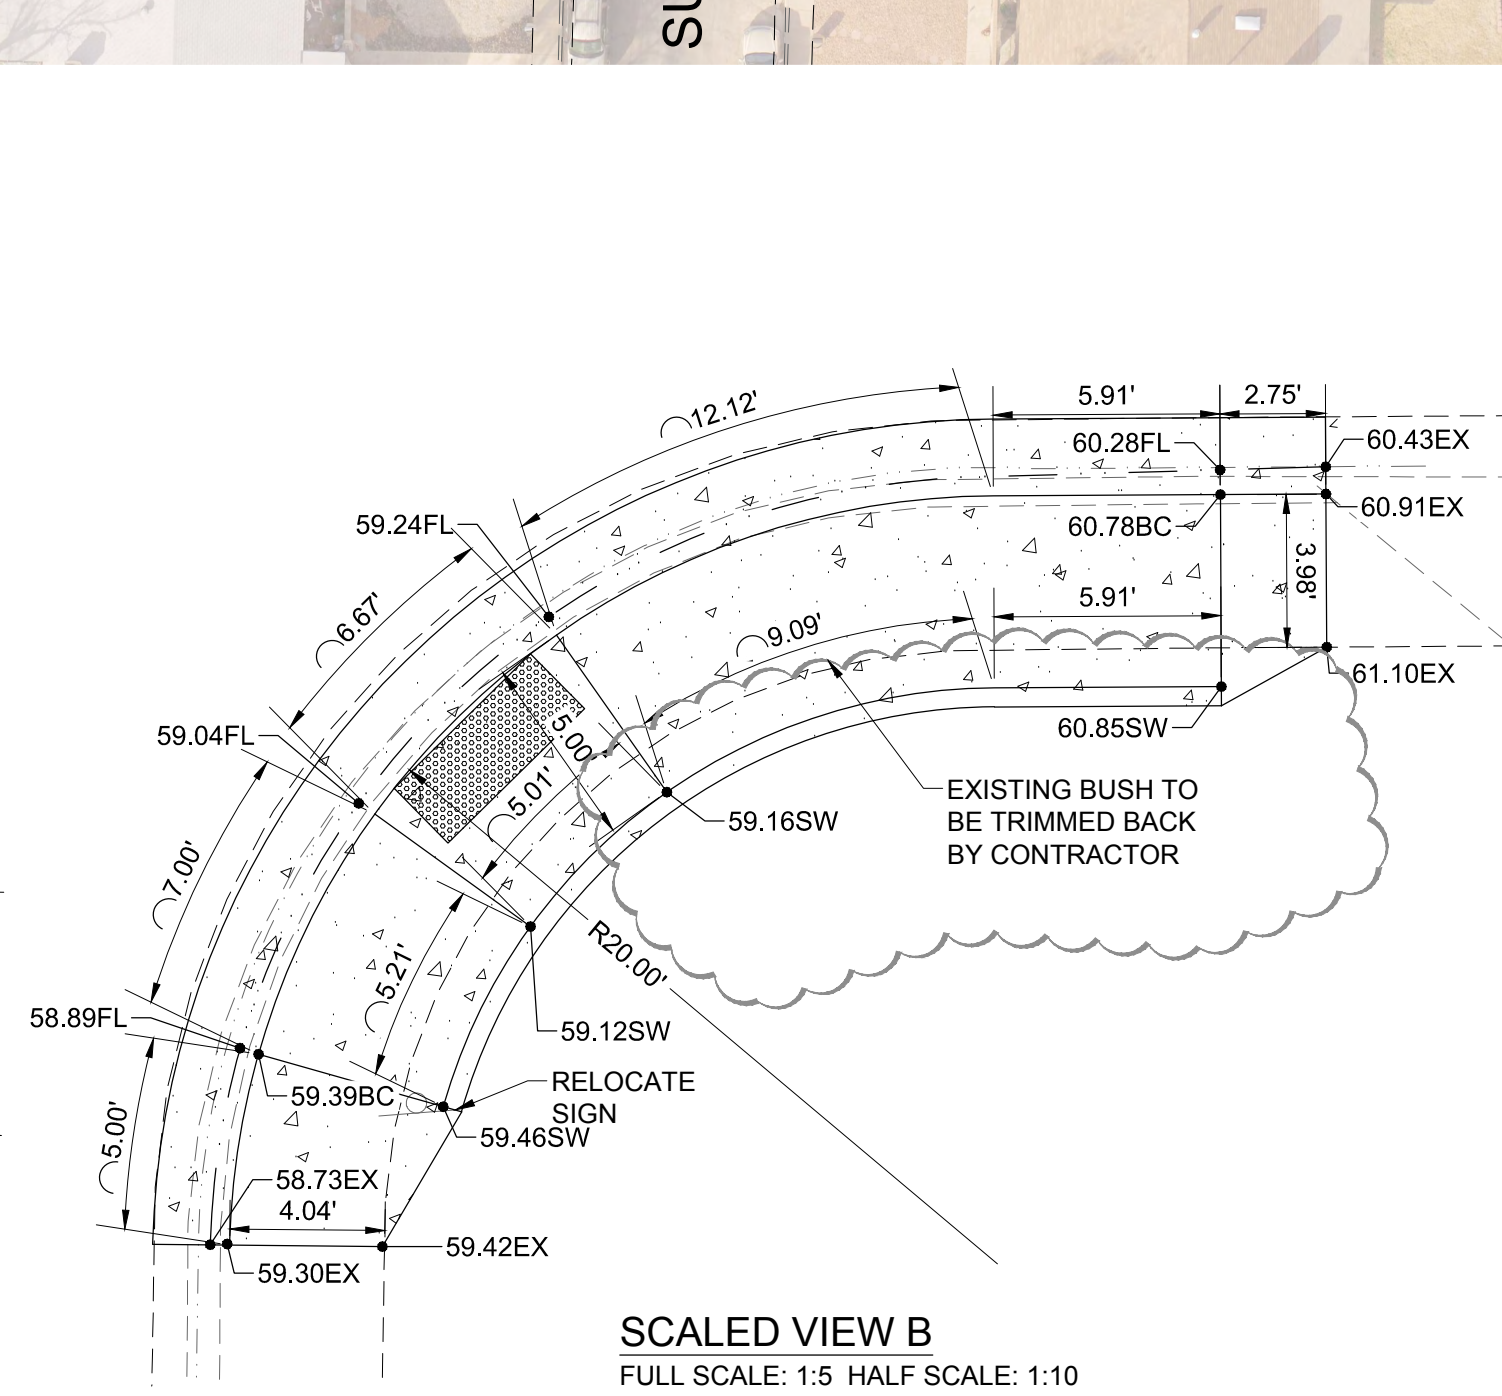 SU
12.12'
5.91'
2.75'
60.28FL
60.43EX
60.91EX
59.24FL
60.78BC
3.98'
6.67'
5.91'
9.09'
61.10EX
59.04FL
5.00'
60.85SW
5.01'
59.16SW
EXISTING BUSH TO
BE TRIMMED BACK
BY CONTRACTOR
7.00'
R20.00'
5.21'
58.89FL
59.12SW
59.39BC
RELOCATE
SIGN
59.46SW
5.00'
58.73EX
4.04'
59.42EX
59.30EX
SCALED VIEW B
FULL SCALE: 1:5 HALF SCALE: 1:10